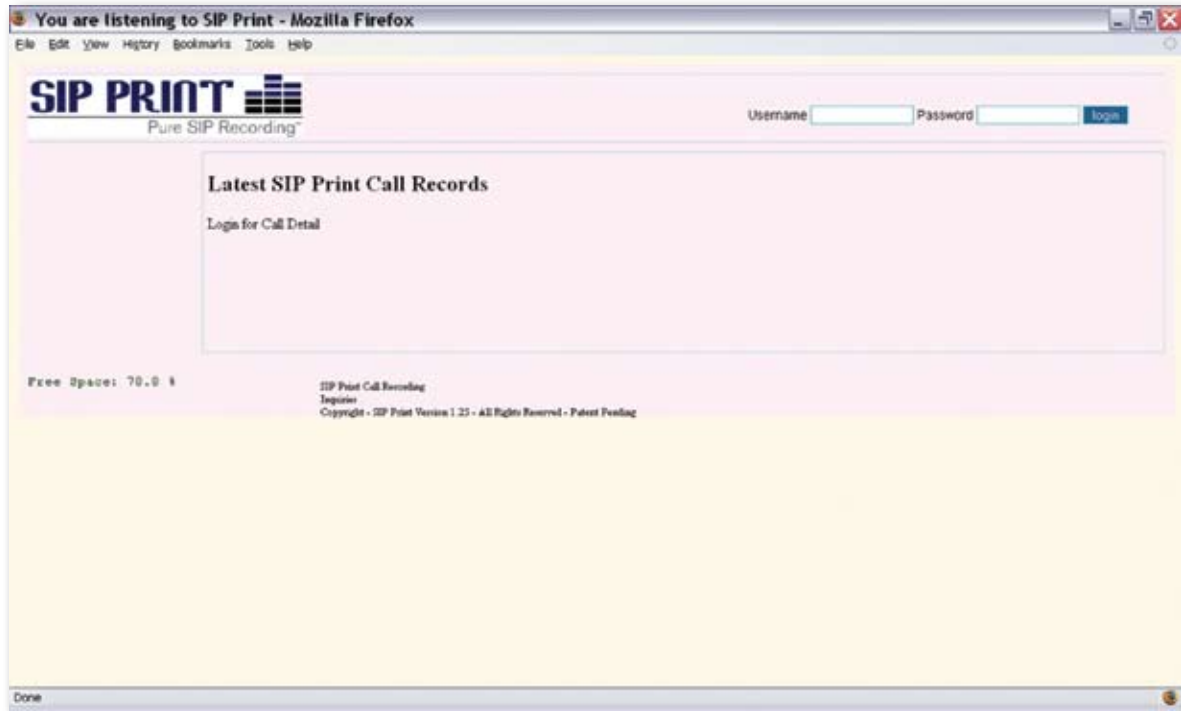 You are listening to SIP Print - Mozilla Firefox
File Edit View History Bookmarks Tools Help
SIP PRINT
Pure SIP Recording™
Username Password login
Latest SIP Print Call Records
Login for Call Detail
Free Space: 70.0 %
SIP Print Call Recording
Inquiries
Copyright - SIP Print Version 1.25 - All Rights Reserved - Patent Pending
Done